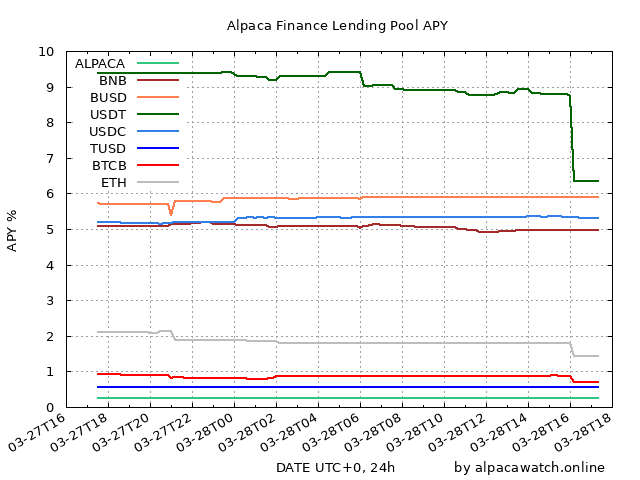 Alpaca Finance Lending Pool APY
APY %
10
9
8
7
6
5
4
3
2
1
0
ALPACA
BNB
BUSD
USDT
USDC
TUSD
BTCB
ETH
03-27T16
03-27T18
03-27T20
03-27T22
03-28T00
03-28T02
03-28T04
03-28T06
03-28T08
03-28T10
03-28T12
03-28T14
03-28T16
03-28T18
DATE UTC+0, 24h
by alpacawatch.online